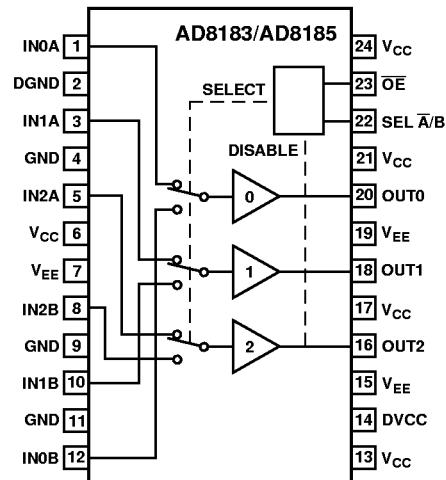 AD8183/AD8185
IN0A 1
DGND 2
IN1A 3
GND 4
IN2A 5
VCC 6
VEE 7
IN2B 8
GND 9
IN1B 10
GND 11
IN0B 12
SELECT
DISABLE
0
1
2
24 VCC
23 O̅E̅
22 SEL A̅/B
21 VCC
20 OUT0
19 VEE
18 OUT1
17 VCC
16 OUT2
15 VEE
14 DVCC
13 VCC